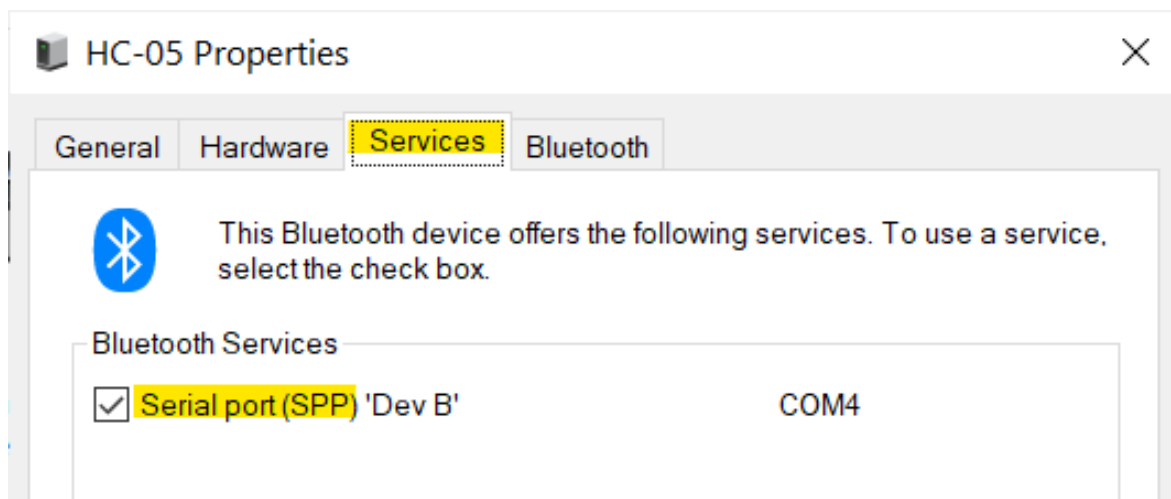 HC-05 Properties
General Hardware Services Bluetooth
This Bluetooth device offers the following services. To use a service,
select the check box.
Bluetooth Services
Serial port (SPP) 'Dev B' COM4